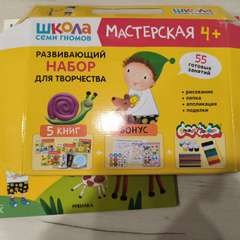 ШКОЛА
СЕМИ ГНОМОВ
МАСТЕРСКАЯ 4+
РАЗВИВАЮЩИЙ
НАБОР
ДЛЯ ТВОРЧЕСТВА
55
готовых
занятий
• рисование
• лепка
• аппликация
• поделки
5 КНИГ
БОНУС